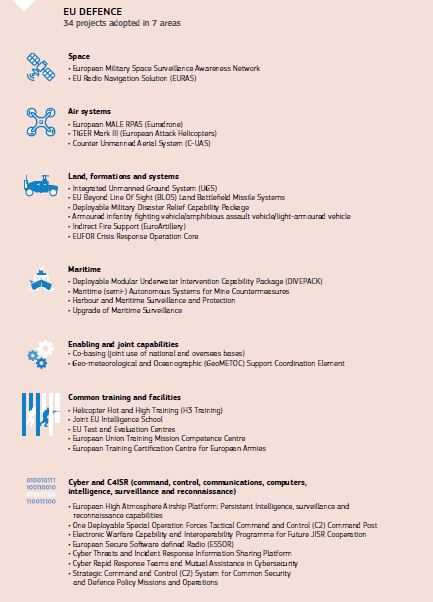 EU DEFENCE
34 projects adopted in 7 areas
Space
• European Military Space Surveillance Awareness Network
• EU Radio Navigation Solution (EURAS)
Air systems
• European MALE RPAS (Eurodrone)
• TIGER Mark III (European Attack Helicopters)
• Counter Unmanned Aerial System (C-UAS)
Land, formations and systems
• Integrated Unmanned Ground System (UGS)
• EU Beyond Line Of Sight (BLOS) Land Battlefield Missile Systems
• Deployable Military Disaster Relief Capability Package
• Armoured infantry fighting vehicle/amphibious assault vehicle/light-armoured vehicle
• Indirect Fire Support (EuroArtillery)
• EUFOR Crisis Response Operation Core
Maritime
• Deployable Modular Underwater Intervention Capability Package (DIVEPACK)
• Maritime (semi-) Autonomous Systems for Mine Countermeasures
• Harbour and Maritime Surveillance and Protection
• Upgrade of Maritime Surveillance
Enabling and joint capabilities
• Co-basing (joint use of national and overseas bases)
• Geo-meteorological and Oceanographic (GeoMETOC) Support Coordination Element
Common training and facilities
• Helicopter Hot and High Training (H3 Training)
• Joint EU Intelligence School
• EU Test and Evaluation Centres
• European Union Training Mission Competence Centre
• European Training Certification Centre for European Armies
010010111
100110010
110011100
Cyber and C4ISR (command, control, communications, computers,
intelligence, surveillance and reconnaissance)
• European High Atmosphere Airship Platform: Persistent Intelligence, surveillance and
reconnaissance capabilities
• One Deployable Special Operation Forces Tactical Command and Control (C2) Command Post
• Electronic Warfare Capability and Interoperability Programme for Future JISR Cooperation
• European Secure Software defined Radio (ESSOR)
• Cyber Threats and Incident Response Information Sharing Platform
• Cyber Rapid Response Teams and Mutual Assistance in Cybersecurity
• Strategic Command and Control (C2) System for Common Security
and Defence Policy Missions and Operations